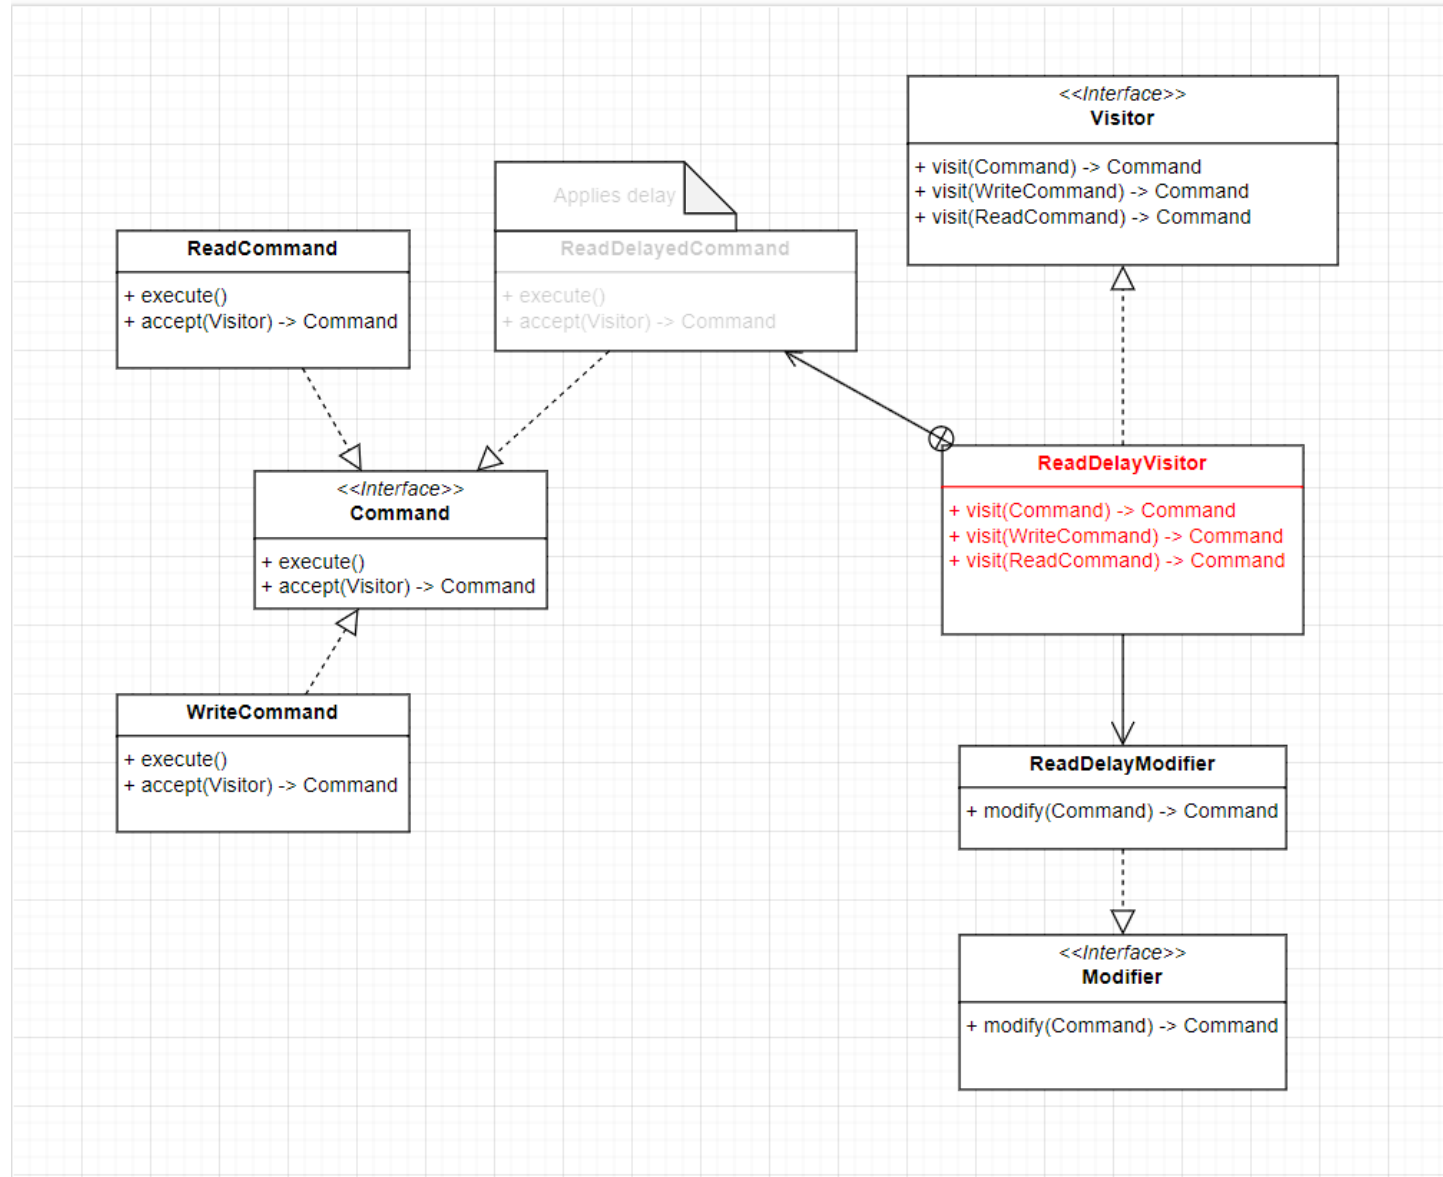 <<Interface>>
Visitor
+ visit(Command) -> Command
+ visit(WriteCommand) -> Command
+ visit(ReadCommand) -> Command
Applies delay
ReadDelayedCommand
+ execute()
+ accept(Visitor) -> Command
ReadCommand
+ execute()
+ accept(Visitor) -> Command
<<Interface>>
Command
+ execute()
+ accept(Visitor) -> Command
ReadDelayVisitor
+ visit(Command) -> Command
+ visit(WriteCommand) -> Command
+ visit(ReadCommand) -> Command
WriteCommand
+ execute()
+ accept(Visitor) -> Command
ReadDelayModifier
+ modify(Command) -> Command
<<Interface>>
Modifier
+ modify(Command) -> Command